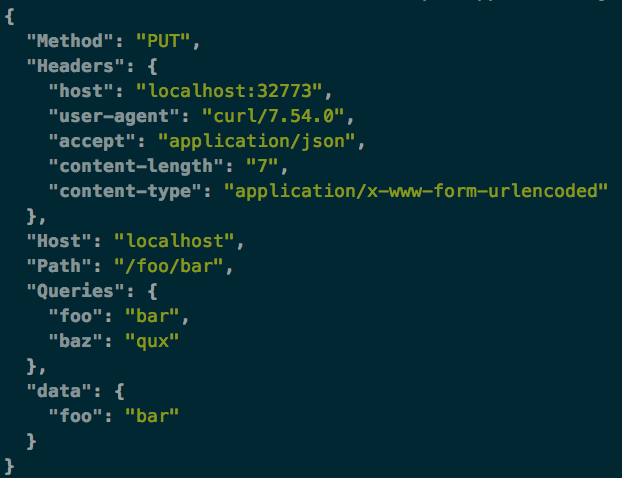 {
  "Method": "PUT",
  "Headers": {
    "host": "localhost:32773",
    "user-agent": "curl/7.54.0",
    "accept": "application/json",
    "content-length": "7",
    "content-type": "application/x-www-form-urlencoded"
  },
  "Host": "localhost",
  "Path": "/foo/bar",
  "Queries": {
    "foo": "bar",
    "baz": "qux"
  },
  "data": {
    "foo": "bar"
  }
}